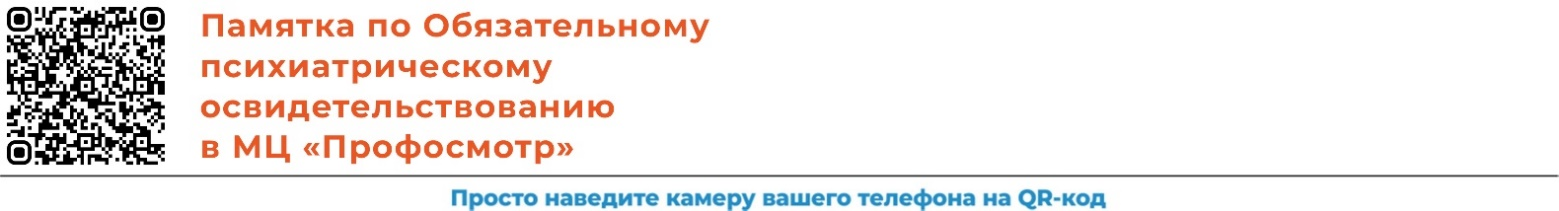 Памятка по Обязательному
психиатрическому
освидетельствованию
в МЦ «Профосмотр»
Просто наведите камеру вашего телефона на QR-код